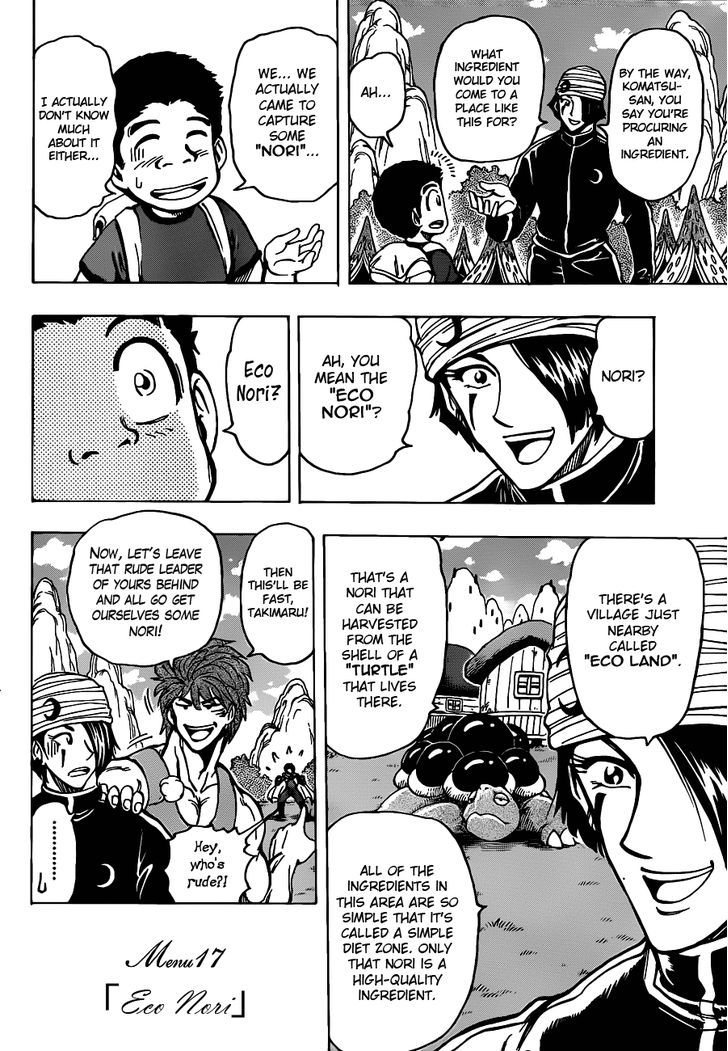 BY THE WAY,
KOMATSU-
SAN, YOU
SAY YOU'RE
PROCURING
AN
INGREDIENT.
WHAT
INGREDIENT
WOULD YOU
COME TO A
PLACE LIKE
THIS FOR?
AH...
WE... WE
ACTUALLY
CAME TO
CAPTURE
SOME
"NORI"...
I ACTUALLY
DON'T KNOW
MUCH
ABOUT IT
EITHER...
NORI?
AH, YOU
MEAN THE
"ECO
NORI"?
Eco
Nori?
THERE'S A
VILLAGE JUST
NEARBY
CALLED
"ECO LAND".
THAT'S A
NORI THAT
CAN BE
HARVESTED
FROM THE
SHELL OF A
"TURTLE"
THAT LIVES
THERE.
ALL OF THE
INGREDIENTS IN
THIS AREA ARE SO
SIMPLE THAT IT'S
CALLED A SIMPLE
DIET ZONE. ONLY
THAT NORI IS A
HIGH-QUALITY
INGREDIENT.
THEN
THIS'LL BE
FAST,
TAKIMARU!
NOW, LET'S LEAVE
THAT RUDE LEADER
OF YOURS BEHIND
AND ALL GO GET
OURSELVES SOME
NORI!
Hey,
who's
rude?!
.........
Menu17
「Eco Nori」